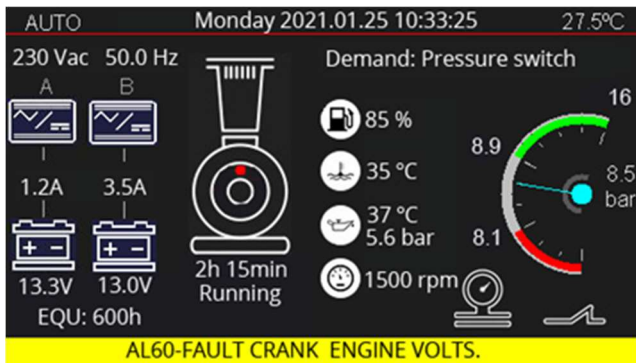 AUTO Monday 2021.01.25 10:33:25 27.5ºC
230 Vac 50.0 Hz Demand: Pressure switch
A B
16
85 %
8.9
35 ºC
8.5
bar
1.2A 3.5A
37 ºC
5.6 bar
8.1
+ - + -
13.3V 13.0V
2h 15min
Running
1500 rpm
EQU: 600h
AL60-FAULT CRANK ENGINE VOLTS.